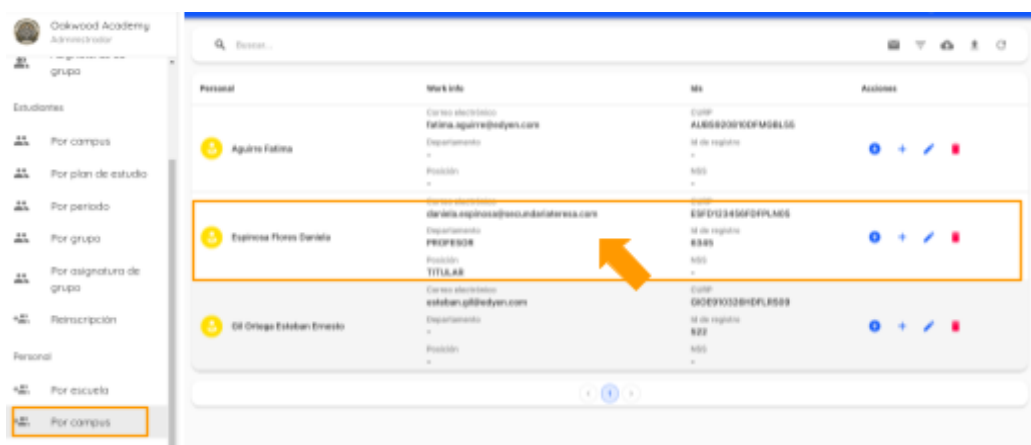 Oakwood Academy
Administrador
grupo
Estudiantes
Por campus
Por plan de estudio
Por periodo
Por grupo
Por asignatura de
grupo
Reinscripción
Personal
Por escuela
Por campus
Buscar...
Personal
Work info
Ids
Acciones
Aguirre Fatima
Correo electrónico
fatima.aguirre@edyen.com
Departamento
-
Posición
-
CURP
Id de registro
-
NSS
-
Espinosa Flores Daniela
Correo electrónico
daniela.espinosa@secundariateresa.com
Departamento
PROFESOR
Posición
TITULAR
CURP
Id de registro
6345
NSS
-
Gil Ortega Esteban Ernesto
Correo electrónico
esteban.gil@edyen.com
Departamento
-
Posición
-
CURP
Id de registro
522
NSS
-
1